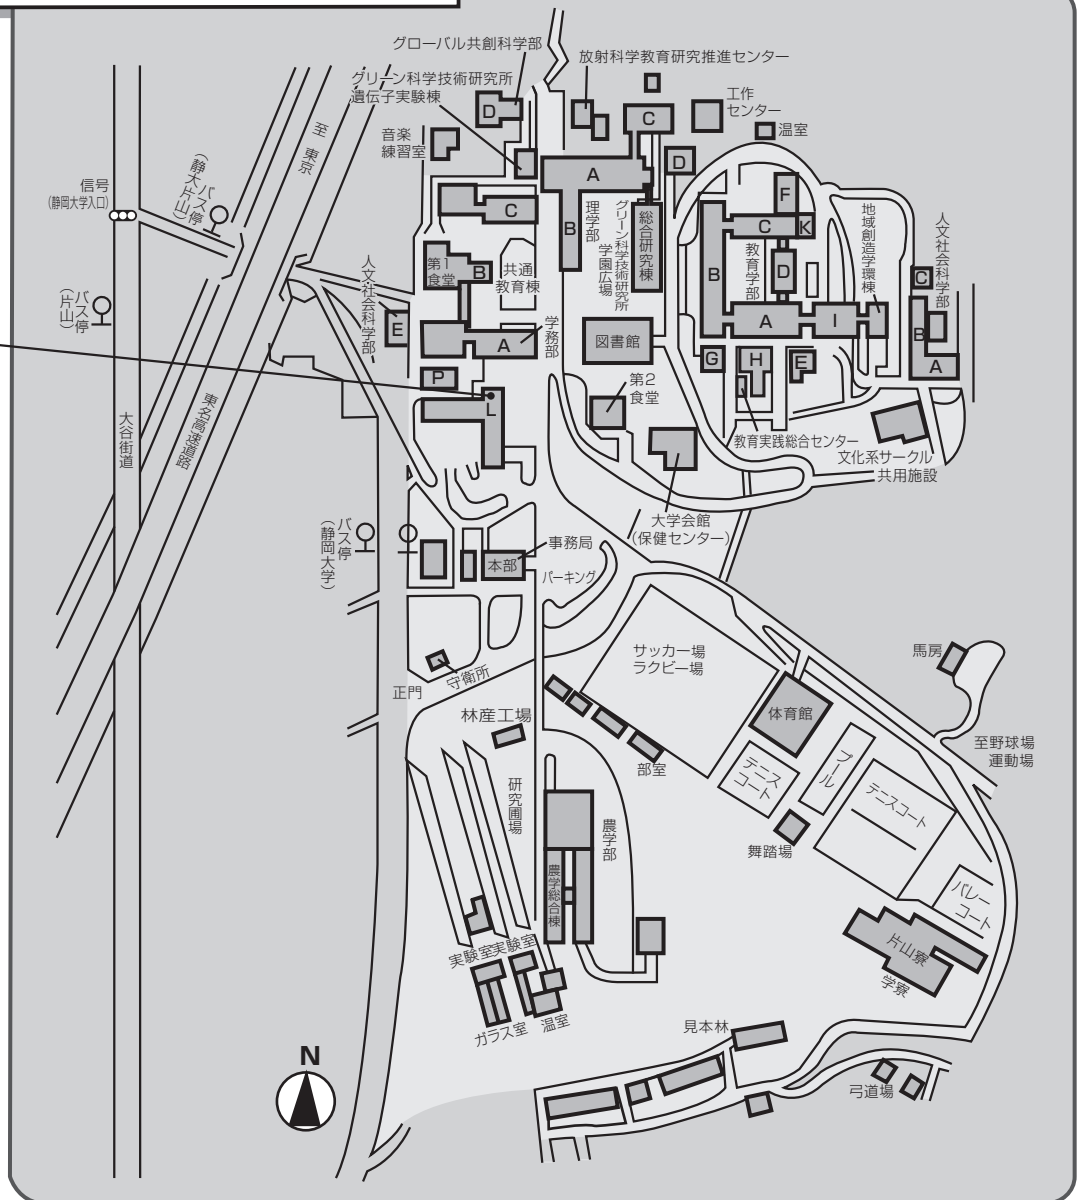 グローバル共創科学部
放射科学教育研究推進センター
グリーン科学技術研究所
遺伝子実験棟
工作
センター
温室
音楽
練習室
至 東京
信号
(静岡大学入口)
バス停
(静大片山)
バス停
(片山)
D
C
A
D
F
C
B
C
K
理学部
グリーン科学技術研究所
総合研究棟
学園広場
地域創造学環棟
人文社会科学部
人文社会科学部
第1
食堂
B
共通
教育棟
教育学部
B
D
C
E
A
学務部
図書館
A
I
B
A
P
L
G
H
E
第2
食堂
教育実践総合センター
文化系サークル
共用施設
大谷街道
東名高速道路
大学会館
(保健センター)
バス停
(静岡大学)
本部
事務局
パーキング
サッカー場
ラクビー場
馬房
守衛所
正門
林産工場
体育館
至野球場
運動場
部室
テニス
コート
プール
テニスコート
研究圃場
農学部
舞踏場
農学総合棟
バレー
コート
片山寮
学寮
実験室
実験室
ガラス室
温室
見本林
弓道場
N